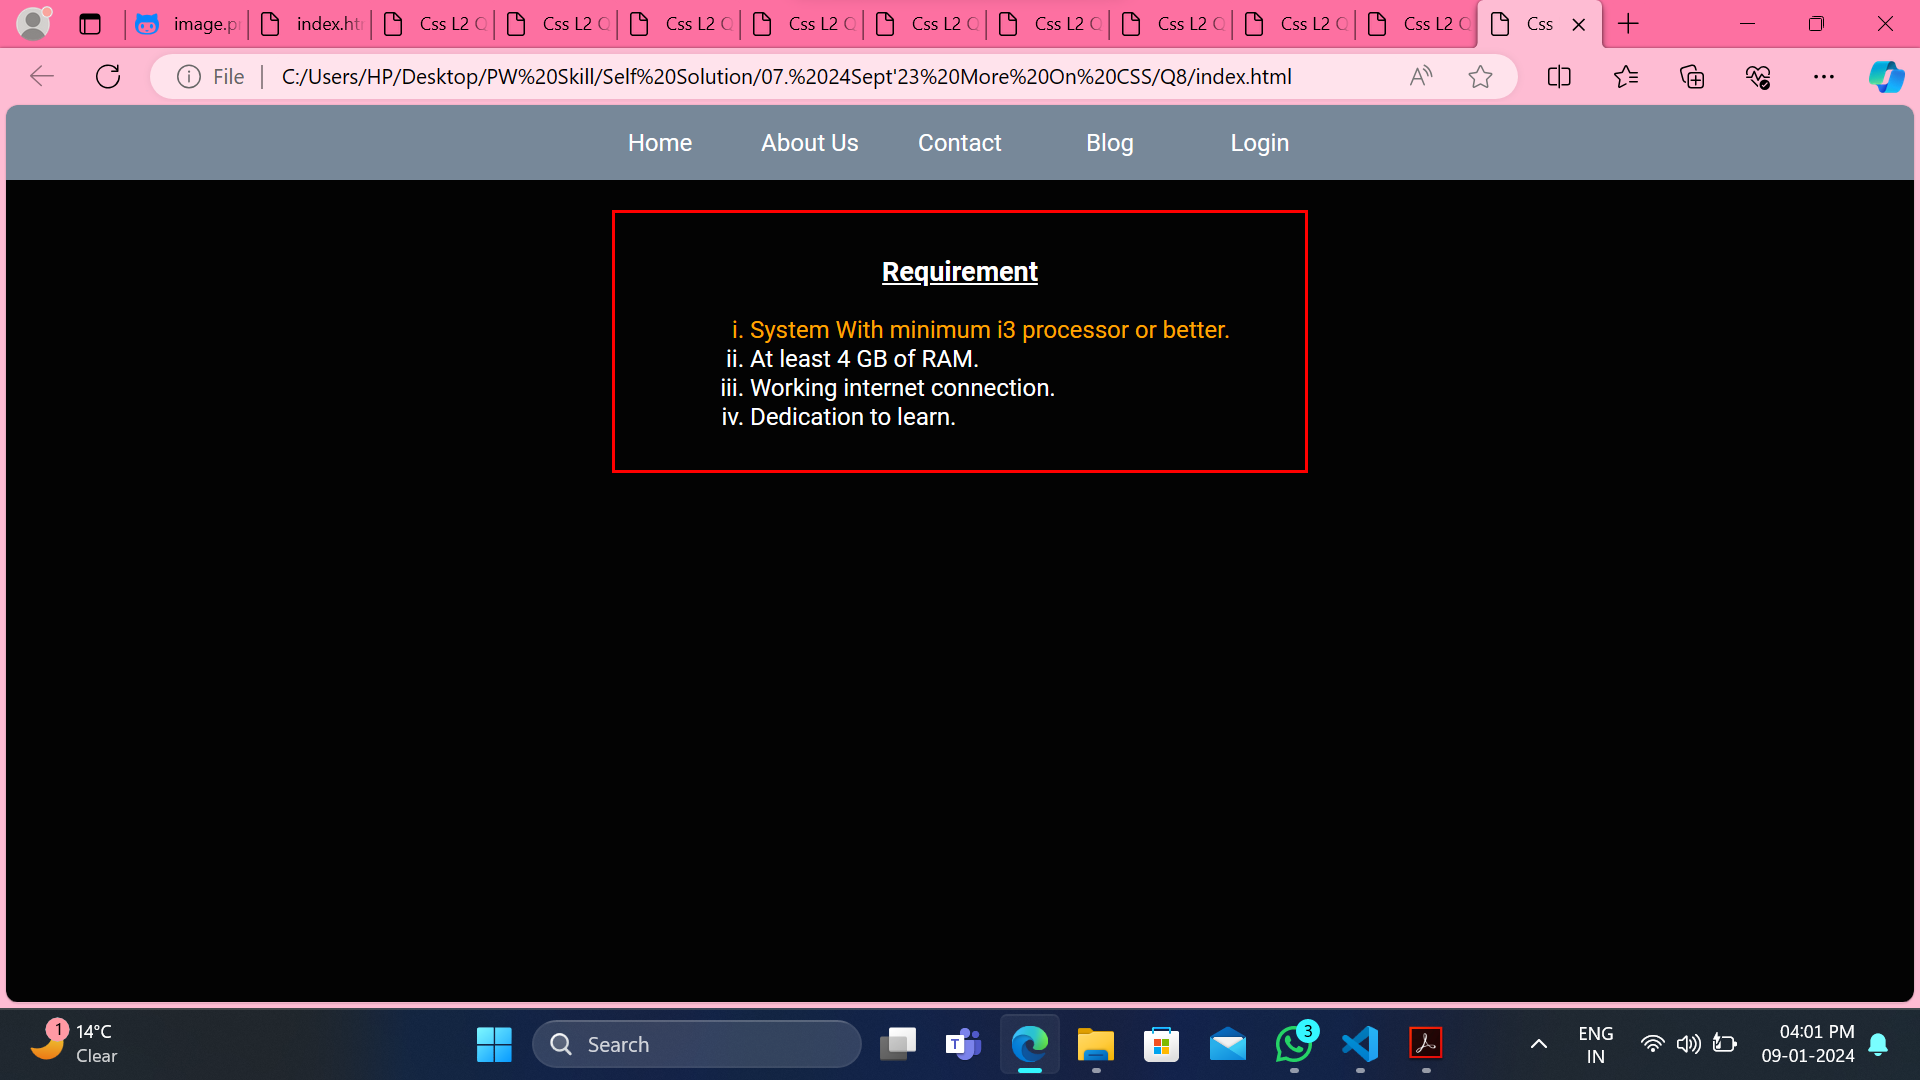 image.p
index.ht
Css L2 Q
Css L2 Q
Css L2 Q
Css L2 Q
Css L2 Q
Css L2 Q
Css L2 Q
Css L2 Q
Css L2 Q
Css
File
C:/Users/HP/Desktop/PW%20Skill/Self%20Solution/07.%2024Sept'23%20More%20On%20CSS/Q8/index.html
Home About Us Contact Blog Login
Requirement
i. System With minimum i3 processor or better.
ii. At least 4 GB of RAM.
iii. Working internet connection.
iv. Dedication to learn.
1
14°C
Clear
Search
T
3
ENG
IN
04:01 PM
09-01-2024